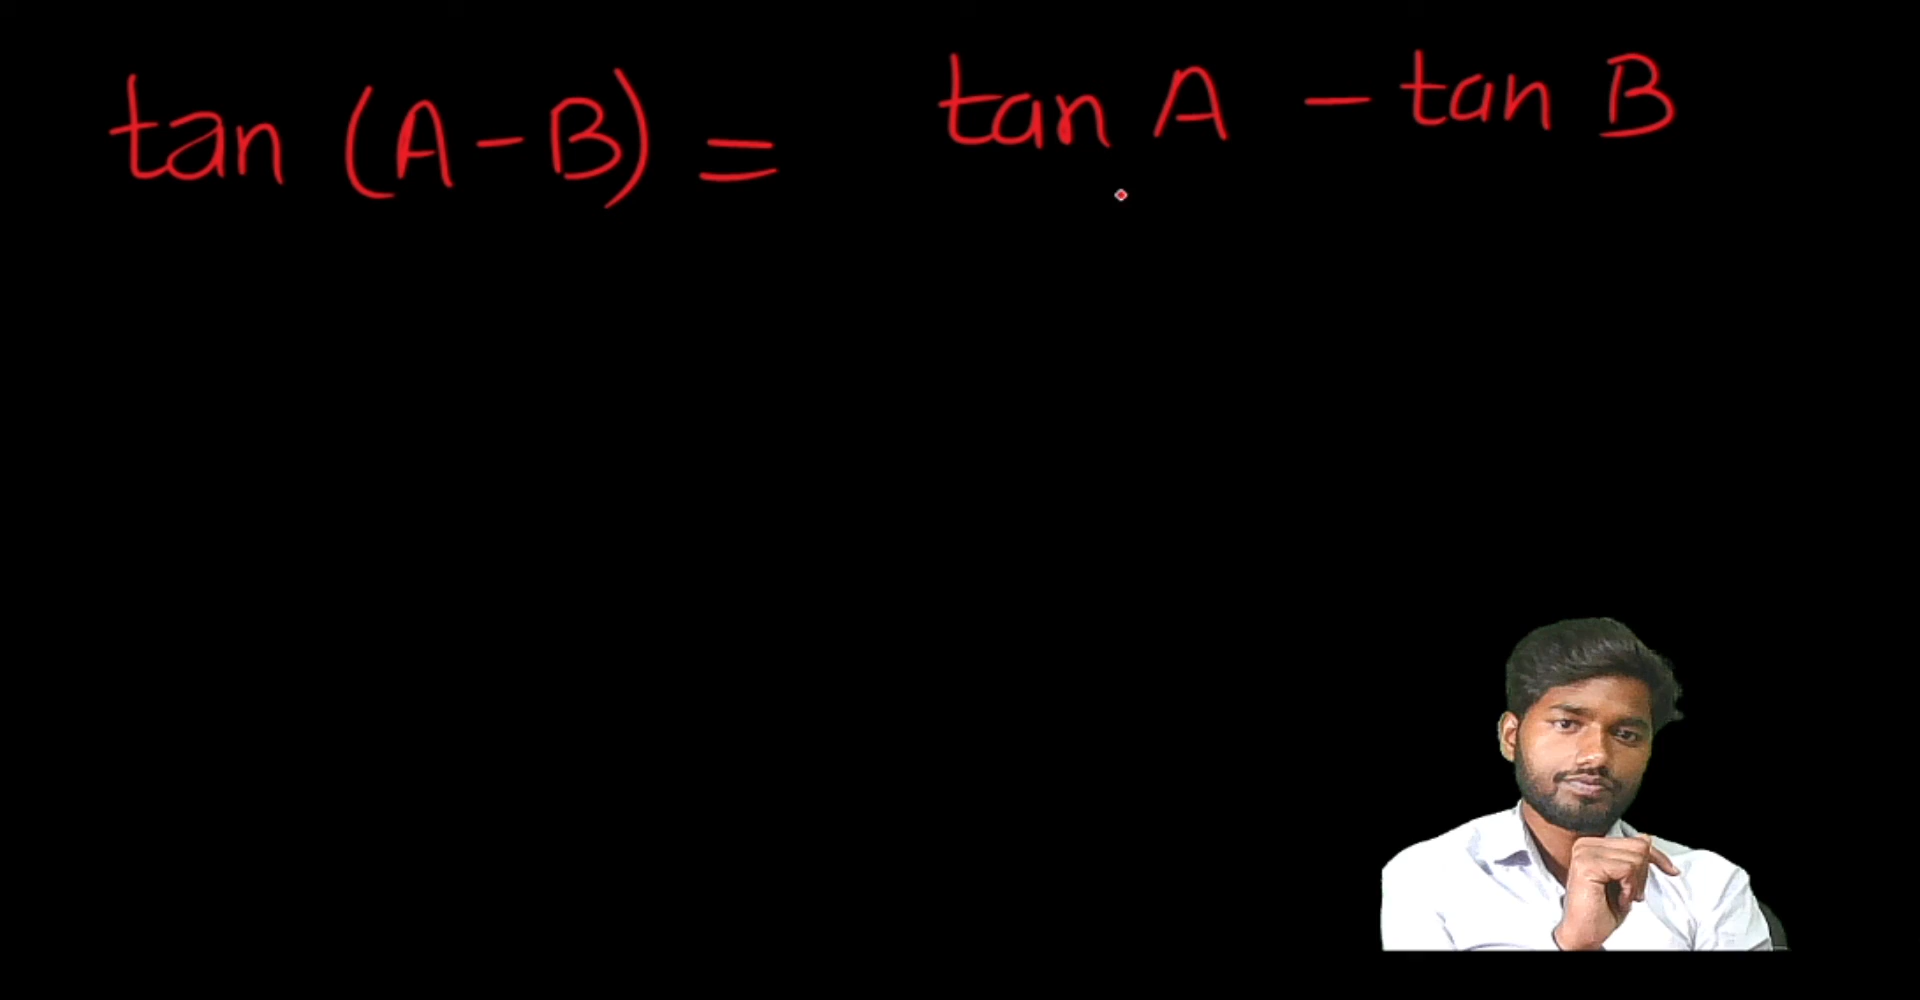 tan (A-B) = tan A - tan B